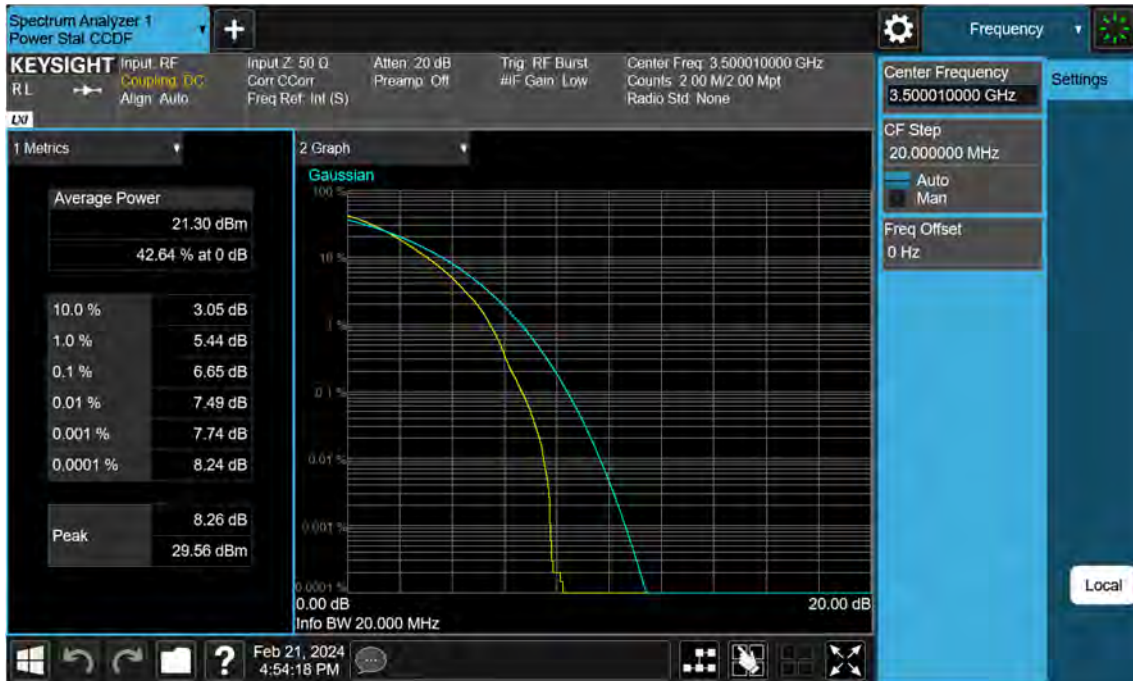 Spectrum Analyzer 1
Power Stat CCDF
Frequency
KEYSIGHT
RL
LXI
Input: RF
Coupling: DC
Align: Auto
Input Z: 50 Ω
Corr CCorr
Freq Ref: Int (S)
Atten: 20 dB
Preamp: Off
Trig: RF Burst
#IF Gain: Low
Center Freq: 3.500010000 GHz
Counts: 2.00 M/2.00 Mpt
Radio Std: None
Center Frequency
3.500010000 GHz
Settings
CF Step
20.000000 MHz
Auto
Man
Freq Offset
0 Hz
1 Metrics
Average Power
21.30 dBm
42.64 % at 0 dB
10.0 % 3.05 dB
1.0 % 5.44 dB
0.1 % 6.65 dB
0.01 % 7.49 dB
0.001 % 7.74 dB
0.0001 % 8.24 dB
Peak
8.26 dB
29.56 dBm
2 Graph
Gaussian
100 %
10 %
1 %
0.1 %
0.01 %
0.001 %
0.0001 %
0.00 dB 20.00 dB
Info BW 20.000 MHz
Local
?
Feb 21, 2024
4:54:18 PM